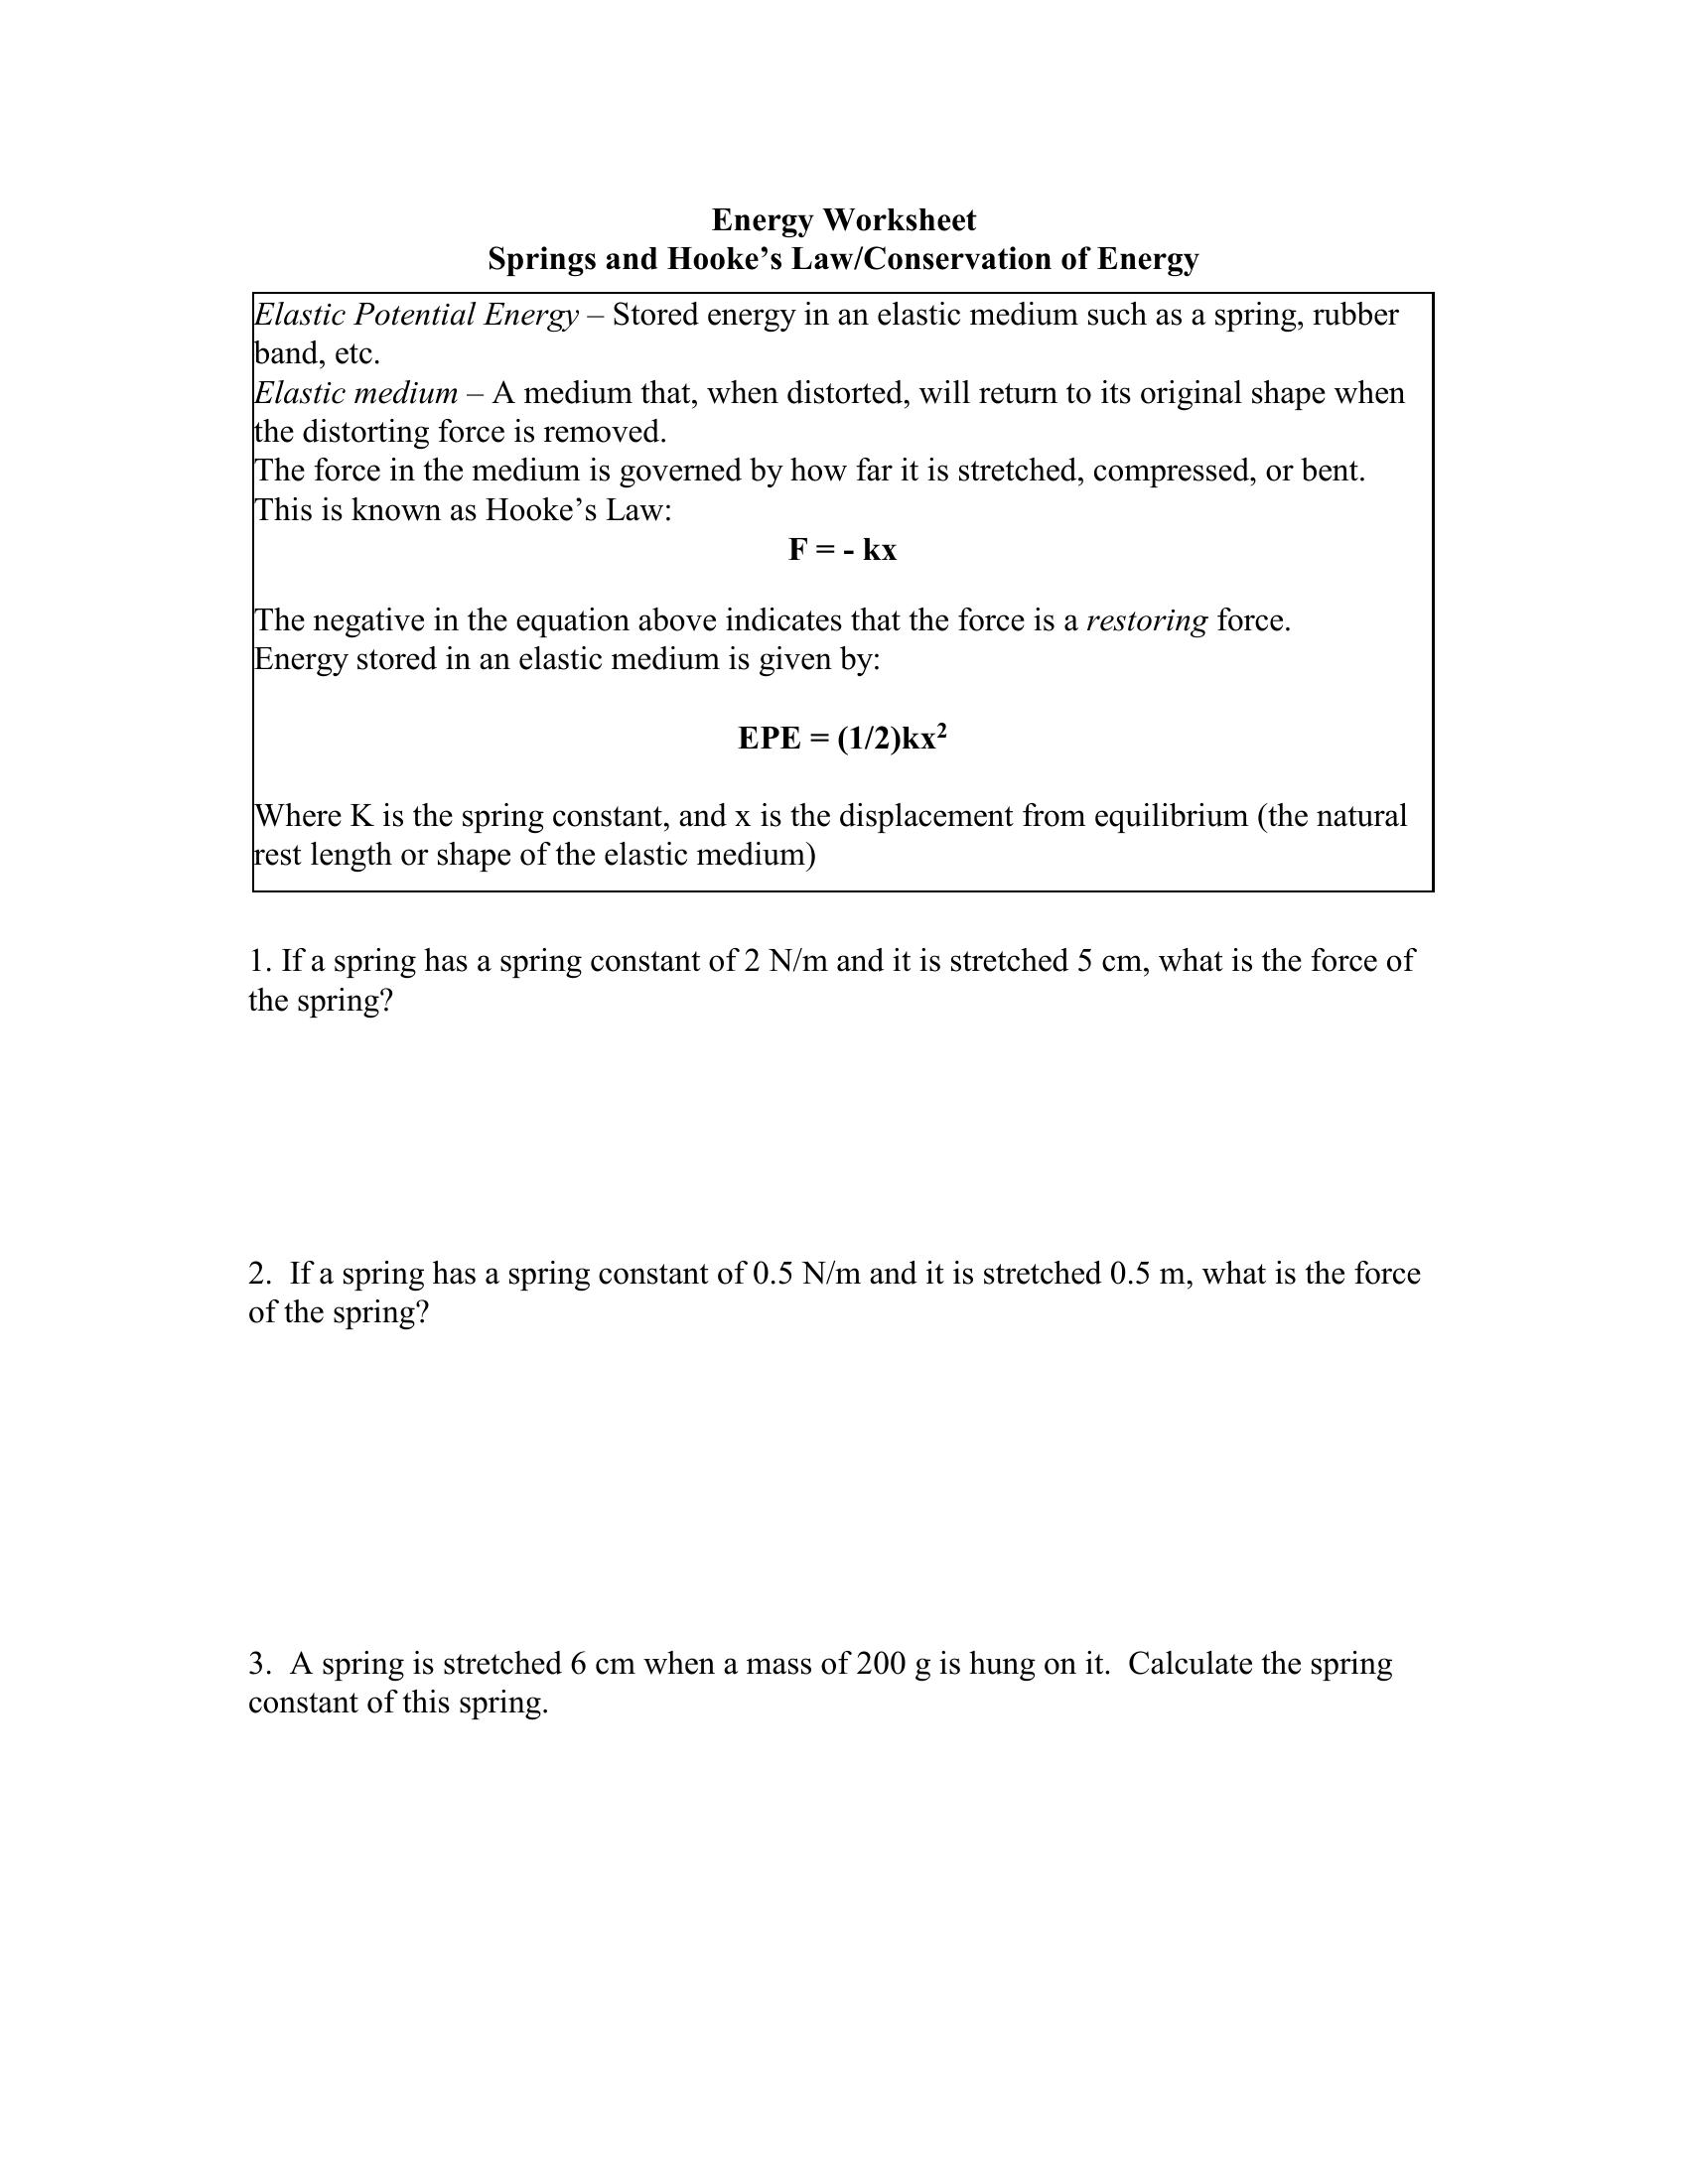 Energy Worksheet
Springs and Hooke’s Law/Conservation of Energy
Elastic Potential Energy – Stored energy in an elastic medium such as a spring, rubber
band, etc.
Elastic medium – A medium that, when distorted, will return to its original shape when
the distorting force is removed.
The force in the medium is governed by how far it is stretched, compressed, or bent.
This is known as Hooke’s Law:
F = - kx
The negative in the equation above indicates that the force is a restoring force.
Energy stored in an elastic medium is given by:
EPE = (1/2)kx²
Where K is the spring constant, and x is the displacement from equilibrium (the natural
rest length or shape of the elastic medium)
1. If a spring has a spring constant of 2 N/m and it is stretched 5 cm, what is the force of
the spring?
2.  If a spring has a spring constant of 0.5 N/m and it is stretched 0.5 m, what is the force
of the spring?
3.  A spring is stretched 6 cm when a mass of 200 g is hung on it.  Calculate the spring
constant of this spring.